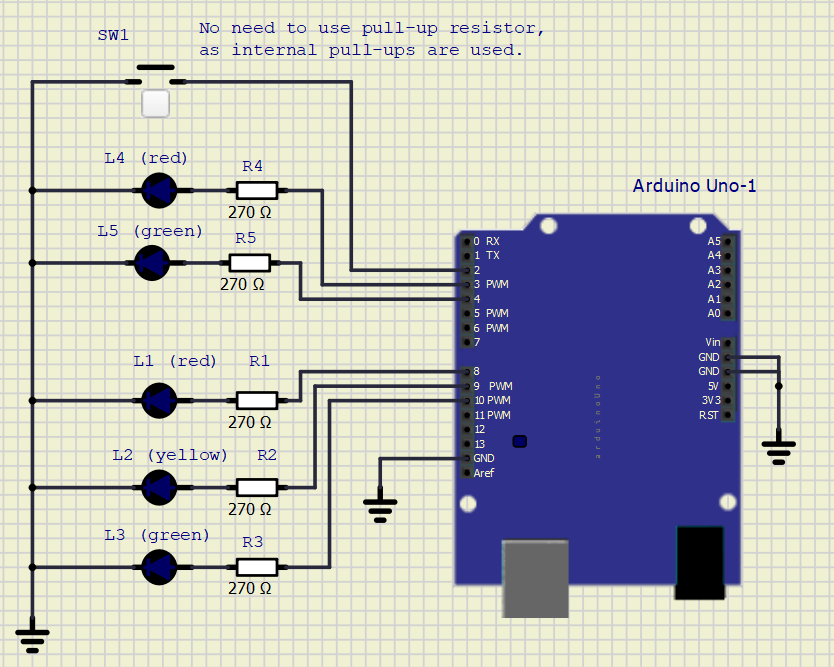 No need to use pull-up resistor,
as internal pull-ups are used.
SW1
L4 (red)
R4
270 Ω
L5 (green)
R5
270 Ω
L1 (red)
R1
270 Ω
L2 (yellow)
R2
270 Ω
L3 (green)
R3
270 Ω
Arduino Uno-1
0 RX
1 TX
2
3 PWM
4
5 PWM
6 PWM
7
8
9 PWM
10 PWM
11 PWM
12
13
GND
Aref
arduinoUno
A5
A4
A3
A2
A1
A0
Vin
GND
GND
5V
3V3
RST